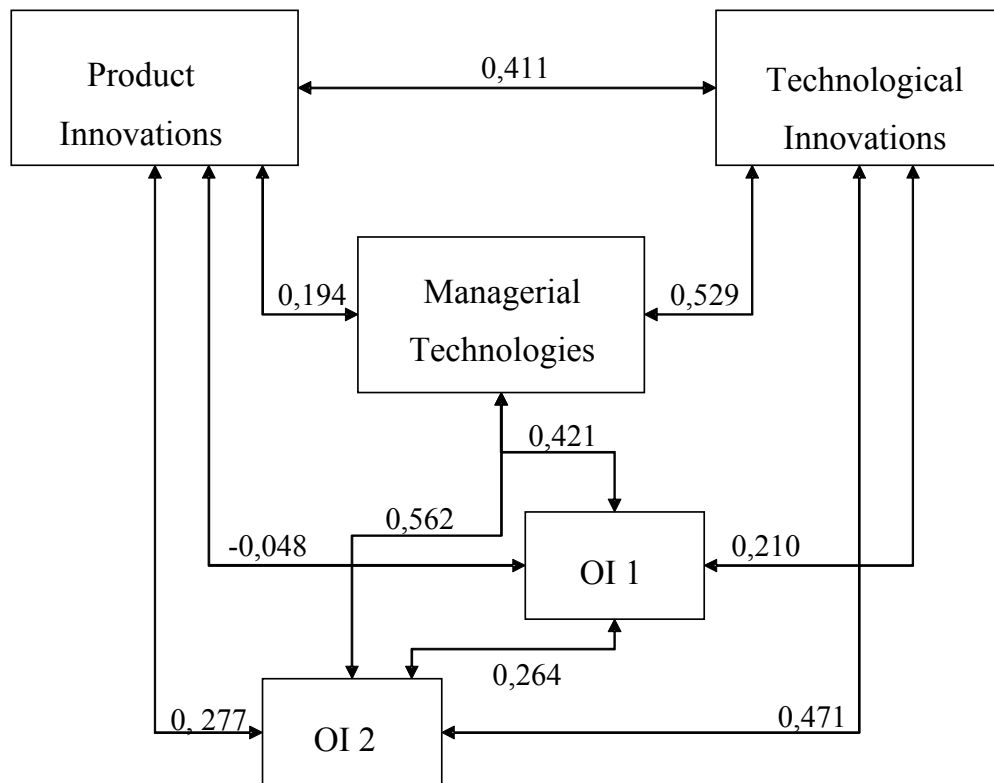 Product
Innovations
0,411
Technological
Innovations
0,194
Managerial
Technologies
0,529
0,421
0,562
-0,048
OI 1
0,210
0,264
0, 277
OI 2
0,471